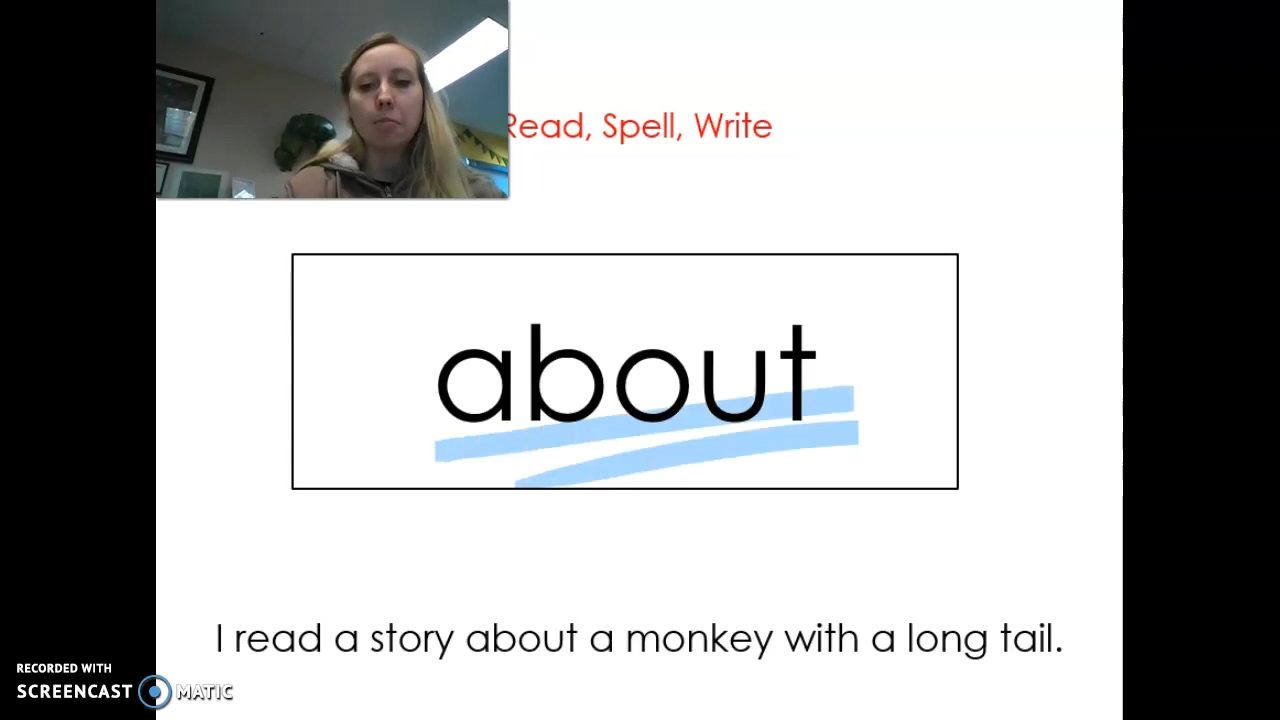 Read, Spell, Write
about
I read a story about a monkey with a long tail.
RECORDED WITH
SCREENCAST MATIC